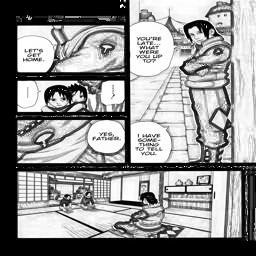 YOU'RE
LATE...
WHAT
WERE
YOU UP
TO?
I HAVE
SOME-
THING
TO TELL
YOU.
LET'S
GET
HOME.
YES,
FATHER.